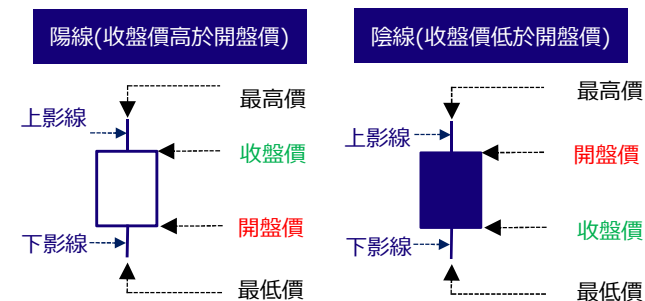 陽線(收盤價高於開盤價)
最高價
上影線
收盤價
開盤價
下影線
最低價
陰線(收盤價低於開盤價)
最高價
上影線
開盤價
收盤價
下影線
最低價